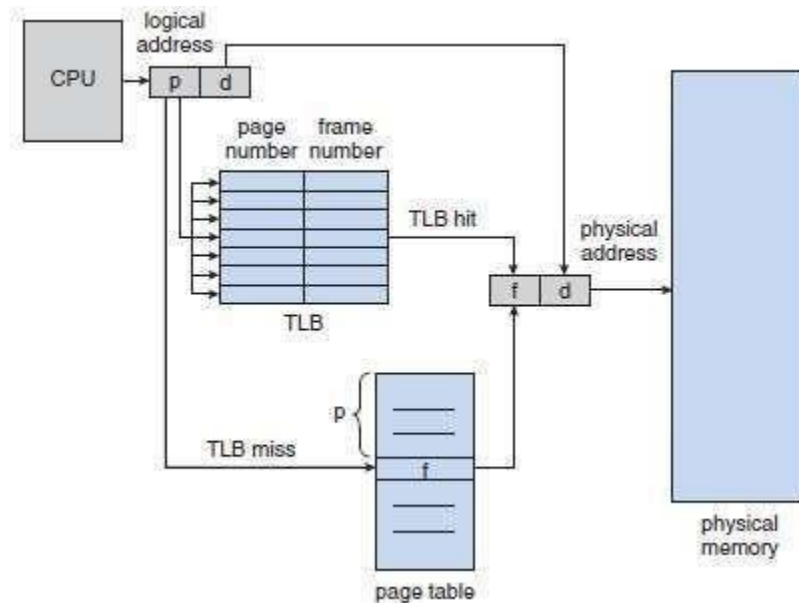 logical
address
CPU
p
d
page
number
frame
number
TLB hit
physical
address
f
d
TLB
p
TLB miss
f
physical
memory
page table